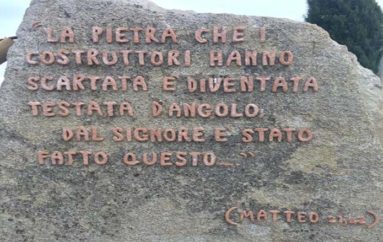 "LA PIETRA CHE I
COSTRUTTORI HANNO
SCARTATA E DIVENTATA
TESTATA D'ANGOLO;
DAL SIGNORE E' STATO
FATTO QUESTO...."
(MATTEO 21,42)